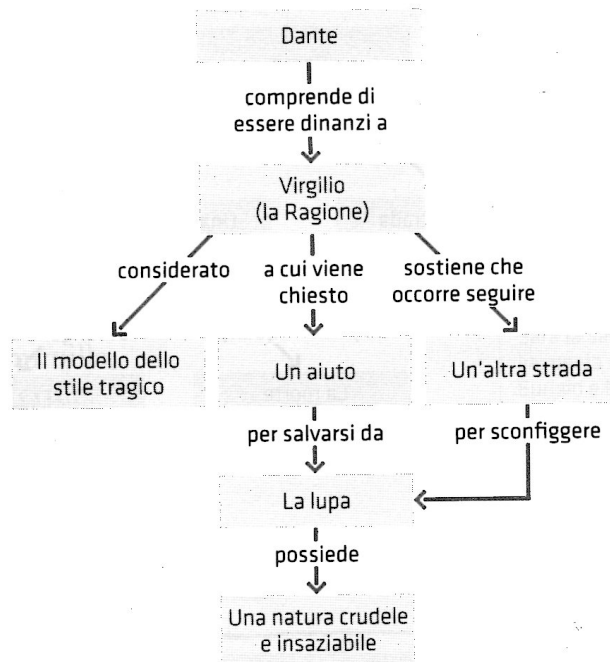 Dante
comprende di
essere dinanzi a
Virgilio
(la Ragione)
considerato
a cui viene
chiesto
sostiene che
occorre seguire
Il modello dello
stile tragico
Un aiuto
Un'altra strada
per salvarsi da
per sconfiggere
La lupa
possiede
Una natura crudele
e insaziabile